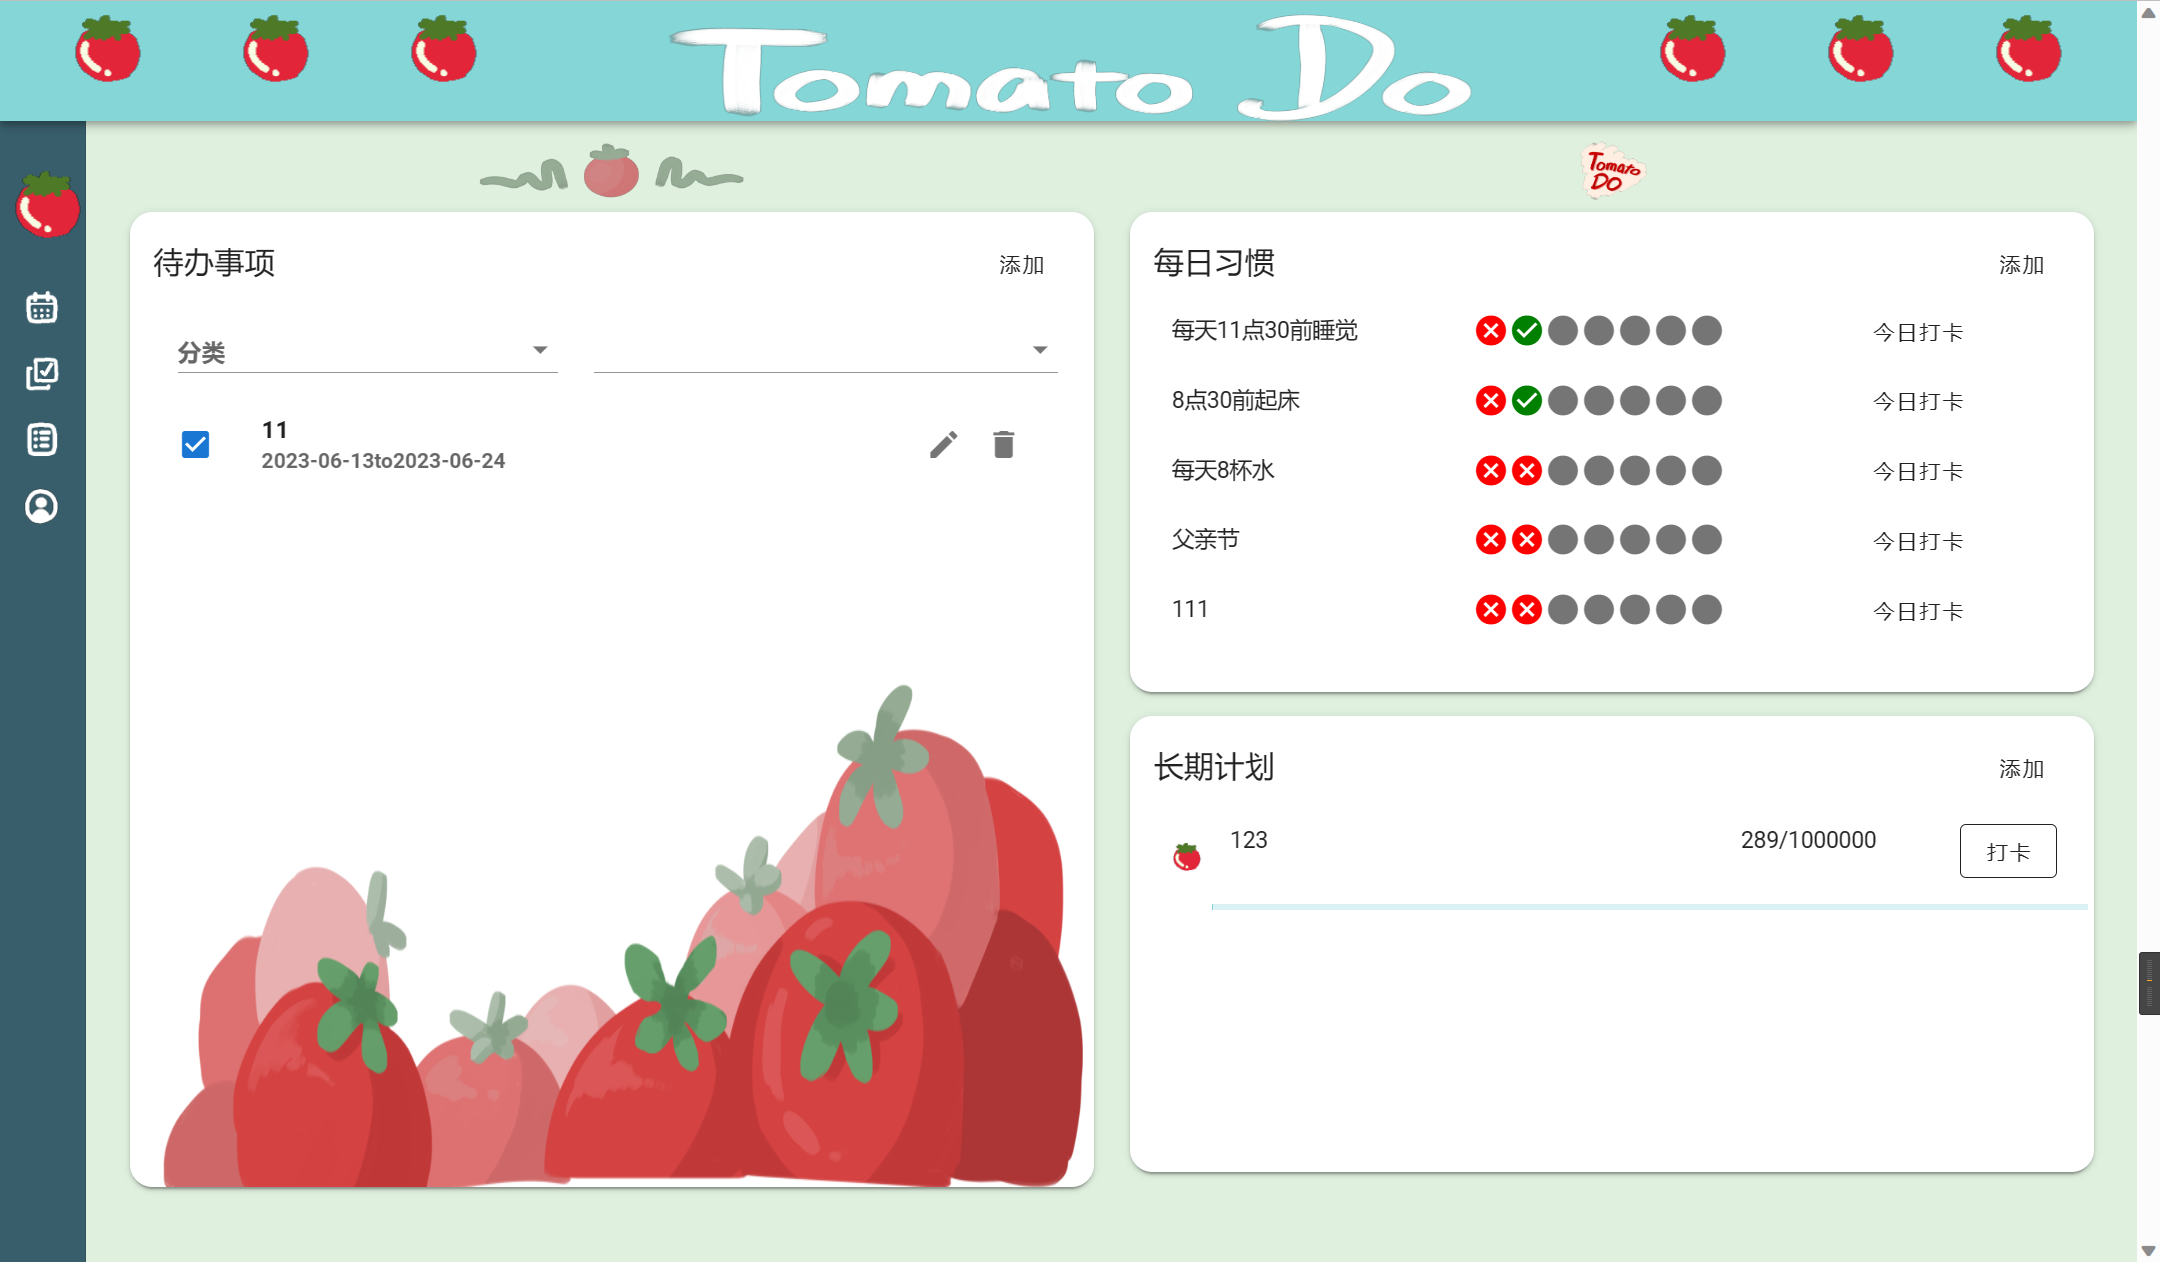 Tomato Do
Tomato
DO
待办事项
添加
分类
11
2023-06-13to2023-06-24
每日习惯
添加
每天11点30前睡觉
今日打卡
8点30前起床
今日打卡
每天8杯水
今日打卡
父亲节
今日打卡
111
今日打卡
长期计划
添加
123
289/1000000
打卡